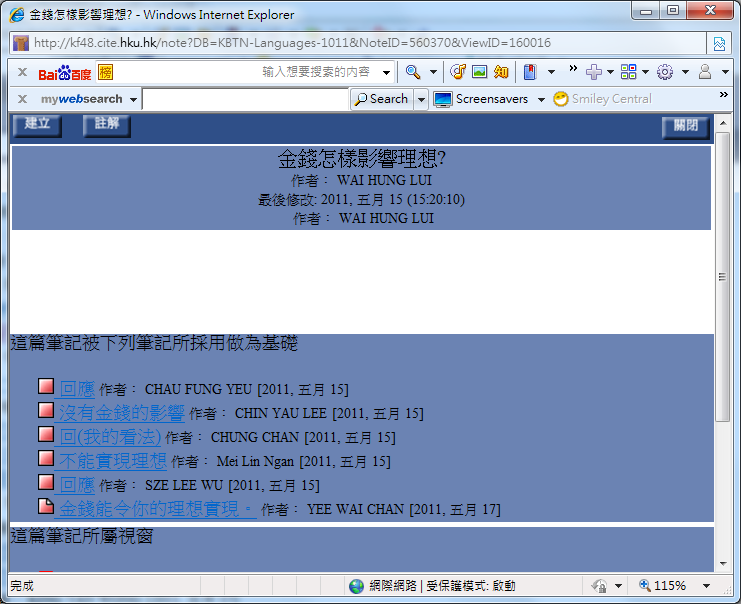 金錢怎樣影響理想? - Windows Internet Explorer
http://kf48.cite.hku.hk/note?DB=KBTN-Languages-1011&NoteID=560370&ViewID=160016
x Bai百度 榜 输入想要搜索的内容 知 »
x mywebsearch Search Screensavers Smiley Central »
建立 註解 關閉
金錢怎樣影響理想?
作者： WAI HUNG LUI
最後修改: 2011, 五月 15 (15:20:10)
作者： WAI HUNG LUI
這篇筆記被下列筆記所採用做為基礎
回應 作者： CHAU FUNG YEU [2011, 五月 15]
沒有金錢的影響 作者： CHIN YAU LEE [2011, 五月 15]
回(我的看法) 作者： CHUNG CHAN [2011, 五月 15]
不能實現理想 作者： Mei Lin Ngan [2011, 五月 15]
回應 作者： SZE LEE WU [2011, 五月 15]
金錢能令你的理想實現。 作者： YEE WAI CHAN [2011, 五月 17]
這篇筆記所屬視窗
完成 網際網路 | 受保護模式: 啟動 115%